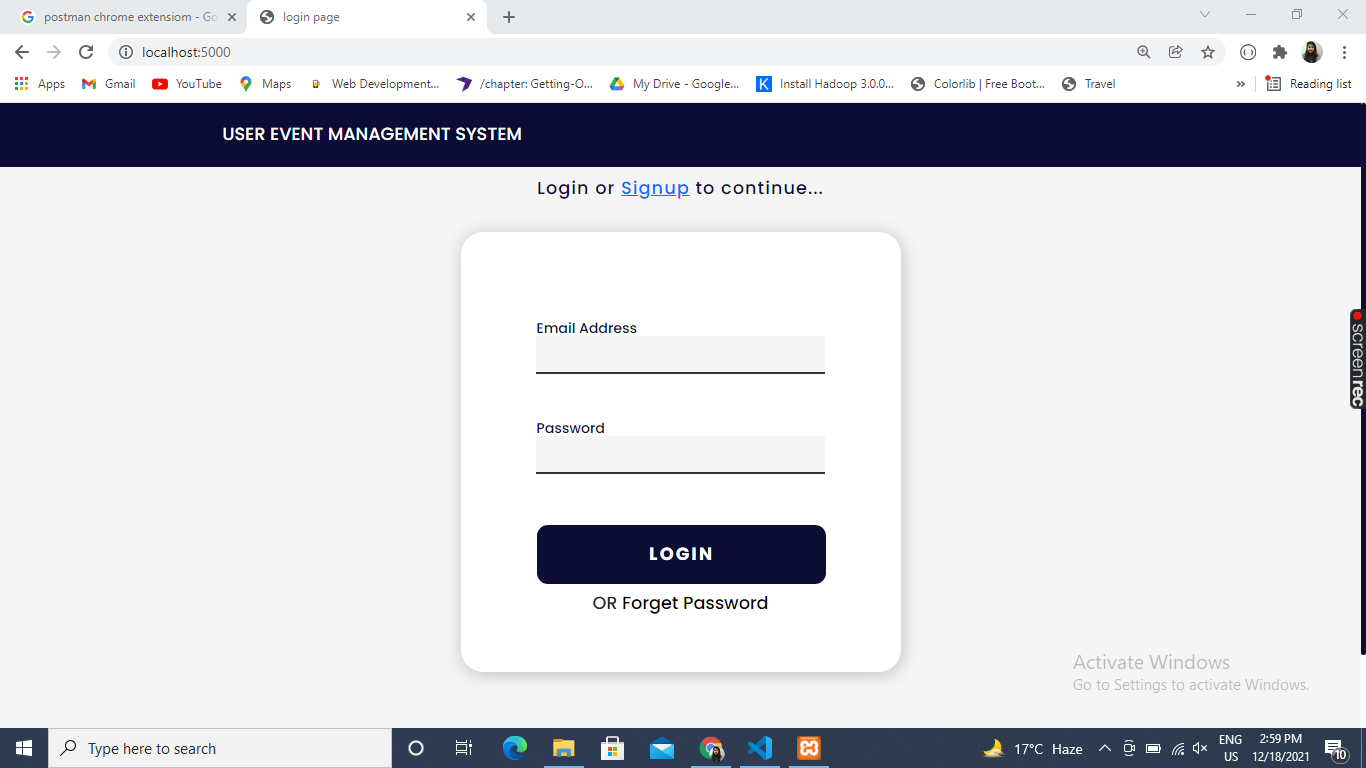 postman chrome extensiom - Go
login page
localhost:5000
Apps
Gmail
YouTube
Maps
Web Development...
/chapter: Getting-O...
My Drive - Google...
Install Hadoop 3.0.0...
Colorlib | Free Boot...
Travel
»
Reading list
USER EVENT MANAGEMENT SYSTEM
Login or Signup to continue...
Email Address
Password
LOGIN
OR Forget Password
screenrec
Activate Windows
Go to Settings to activate Windows.
Type here to search
17°C Haze
ENG
US
2:59 PM
12/18/2021
10